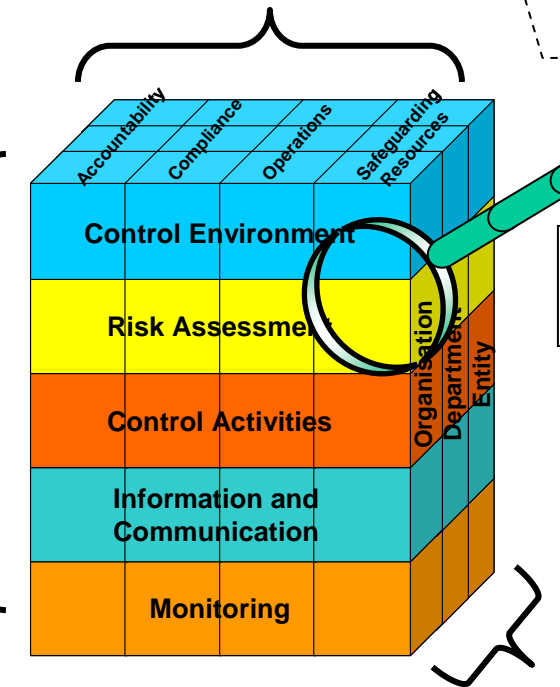 Accountability
Compliance
Operations
Safeguarding
Resources
Control Environment
Risk Assessment
Control Activities
Information and
Communication
Monitoring
Organisation
Department
Entity